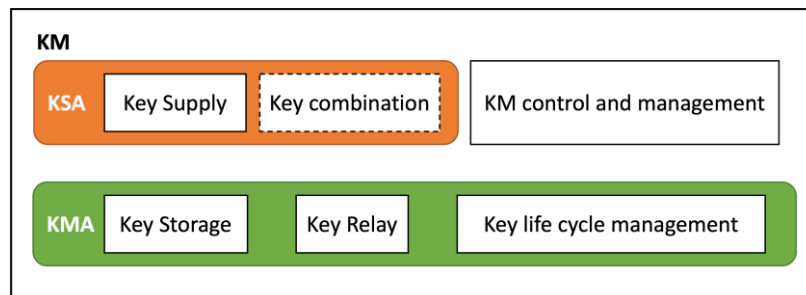 KM
KSA Key Supply Key combination KM control and management
KMA Key Storage Key Relay Key life cycle management